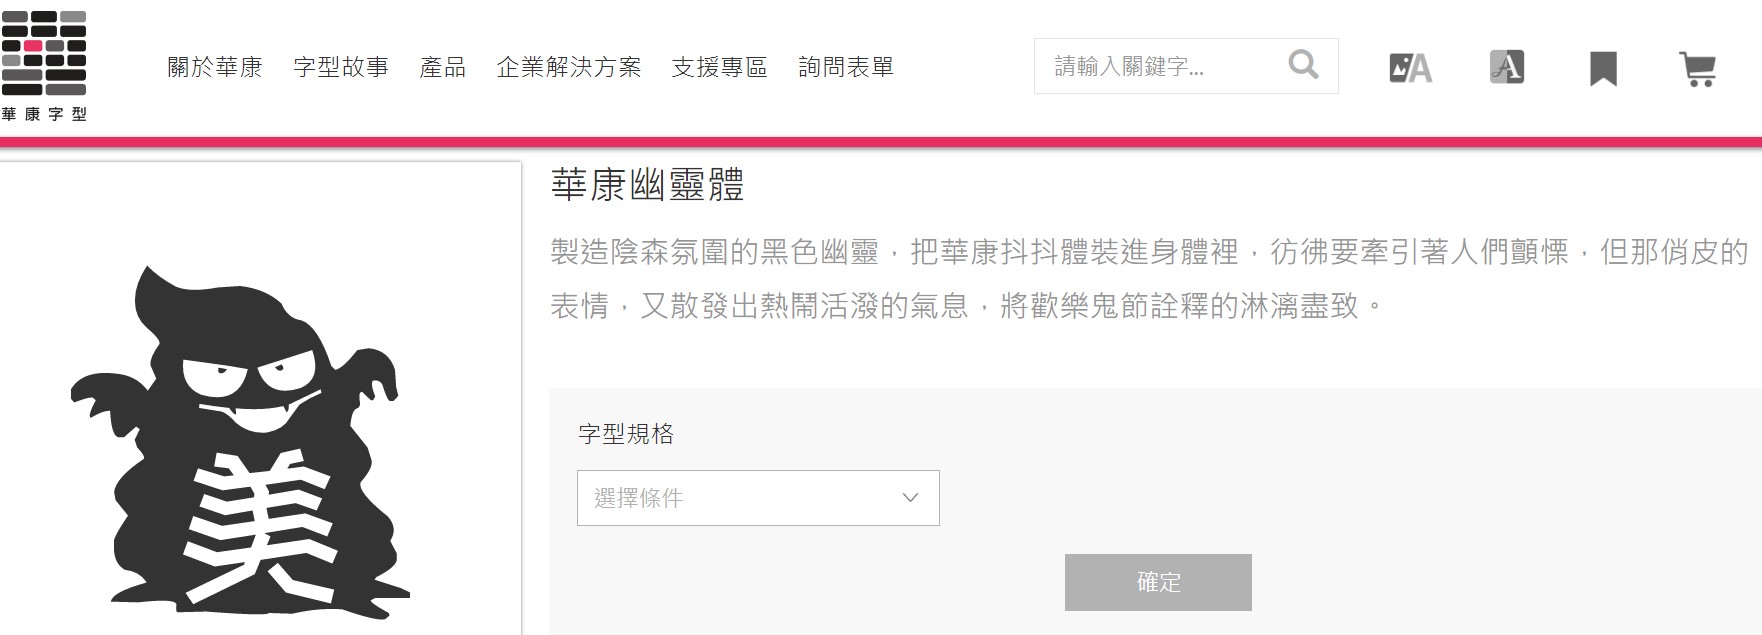 華康字型
關於華康 字型故事 產品 企業解決方案 支援專區 詢問表單
請輸入關鍵字...
A
A
華康幽靈體
製造陰森氛圍的黑色幽靈，把華康抖抖體裝進身體裡，彷彿要牽引著人們顫慄，但那俏皮的
表情，又散發出熱鬧活潑的氣息，將歡樂鬼節詮釋的淋漓盡致。
美
字型規格
選擇條件
確定